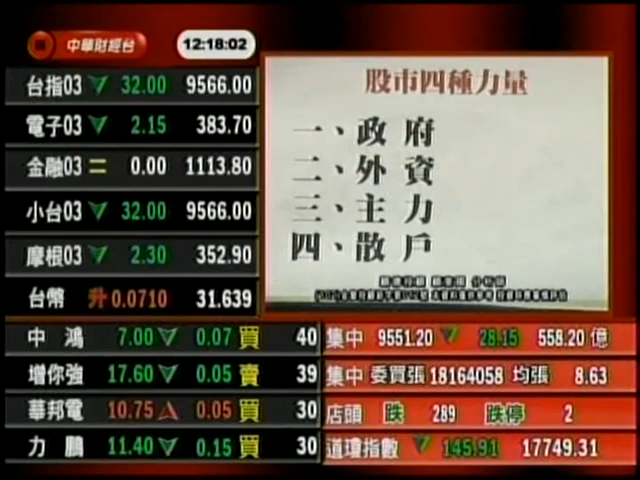 中華財經台 12:18:02
台指03 ▽ 32.00 9566.00
電子03 ▽ 2.15 383.70
金融03 = 0.00 1113.80
小台03 ▽ 32.00 9566.00
摩根03 ▽ 2.30 352.90
台幣 升 0.0710 31.639
股市四種力量
一、政府
二、外資
三、主力
四、散戶
中鴻 7.00 ▽ 0.07 買 40
增你強 17.60 ▽ 0.05 賣 39
華邦電 10.75 △ 0.05 買 30
力鵬 11.40 ▽ 0.15 買 30
集中 9551.20 ▽ 28.15 558.20 億
集中 委買張 18164058 均張 8.63
店頭 跌 289 跌停 2
道瓊指數 ▽ 145.91 17749.31